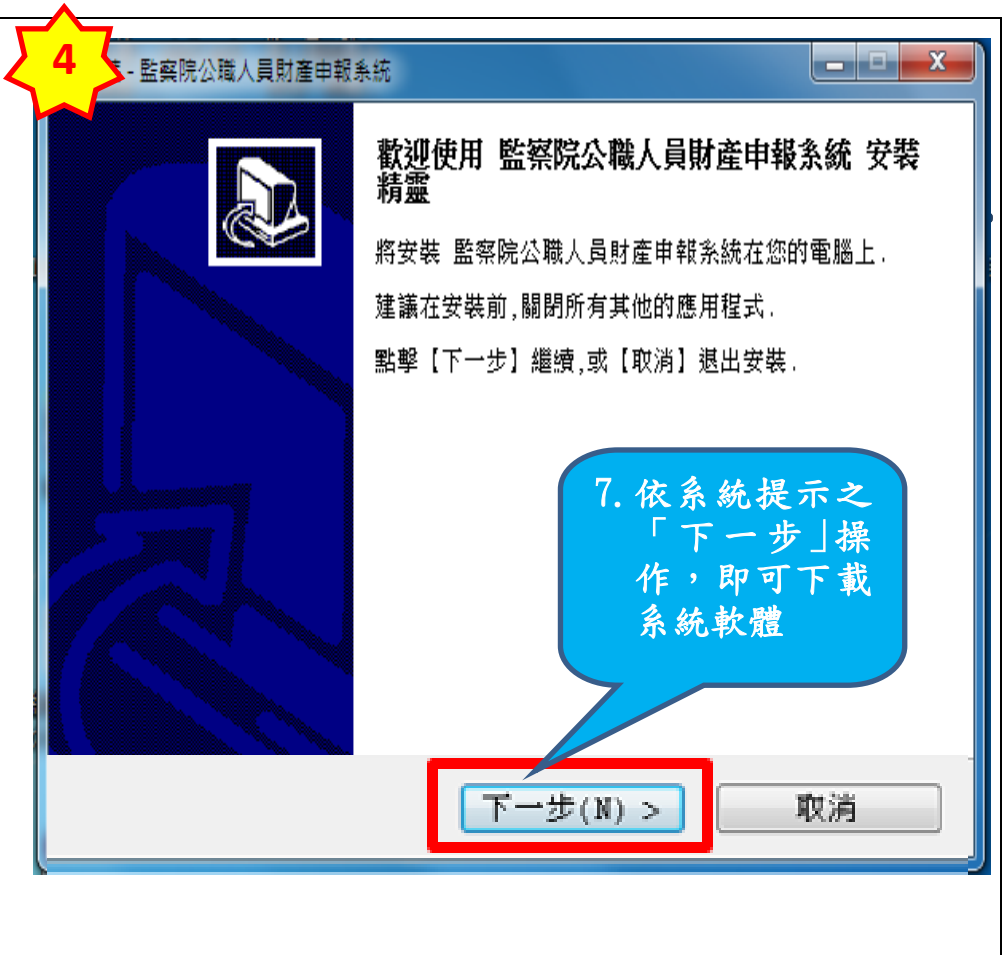 4
- 監察院公職人員財產申報系統
歡迎使用 監察院公職人員財產申報系統 安裝
精靈
將安裝 監察院公職人員財產申報系統在您的電腦上.
建議在安裝前,關閉所有其他的應用程式.
點擊【下一步】繼續,或【取消】退出安裝.
7. 依系統提示之
「下一步」操
作，即可下載
系統軟體
下一步(N) >
取消